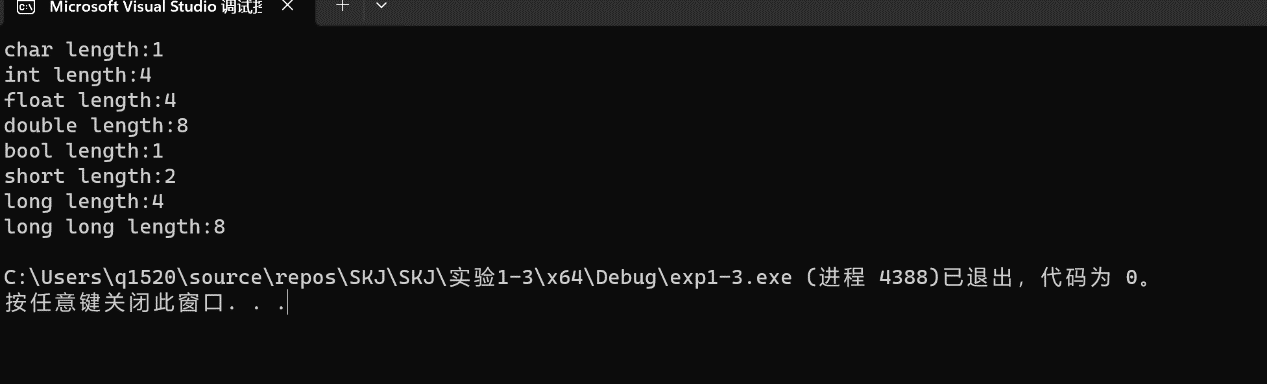 Microsoft Visual Studio 调试
char length:1
int length:4
float length:4
double length:8
bool length:1
short length:2
long length:4
long long length:8
C:\Users\q1520\source\repos\SKJ\SKJ\实验1-3\x64\Debug\exp1-3.exe (进程 4388)已退出，代码为 0。
按任意键关闭此窗口. . .